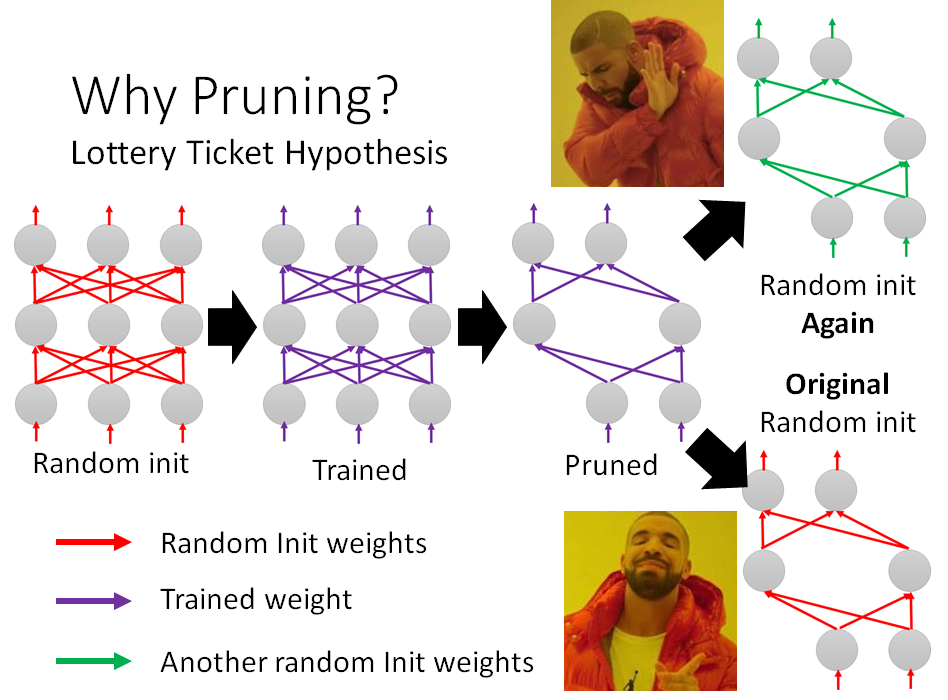 Why Pruning?
Lottery Ticket Hypothesis
Random init
Trained
Pruned
Random init
Again
Original
Random init
Random Init weights
Trained weight
Another random Init weights